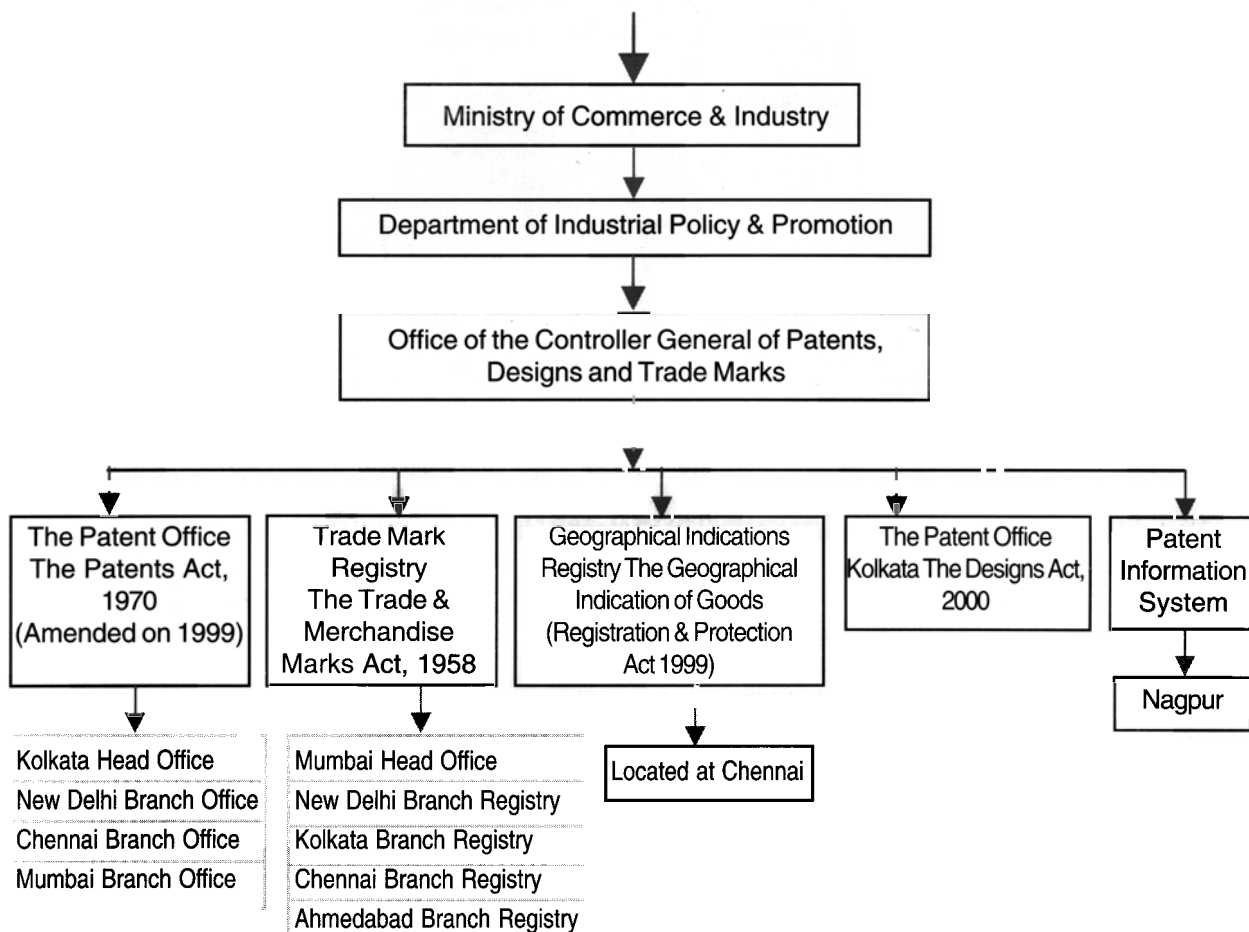 Ministry of Commerce & Industry
Department of Industrial Policy & Promotion
Office of the Controller General of Patents,
Designs and Trade Marks
The Patent Office
The Patents Act,
1970
(Amended on 1999)
Trade Mark
Registry
The Trade &
Merchandise
Marks Act, 1958
Geographical Indications
Registry The Geographical
Indication of Goods
(Registration & Protection
Act 1999)
The Patent Office
Kolkata The Designs Act,
2000
Patent
Information
System
Nagpur
Kolkata Head Office
New Delhi Branch Office
Chennai Branch Office
Mumbai Branch Office
Mumbai Head Office
New Delhi Branch Registry
Kolkata Branch Registry
Chennai Branch Registry
Ahmedabad Branch Registry
Located at Chennai